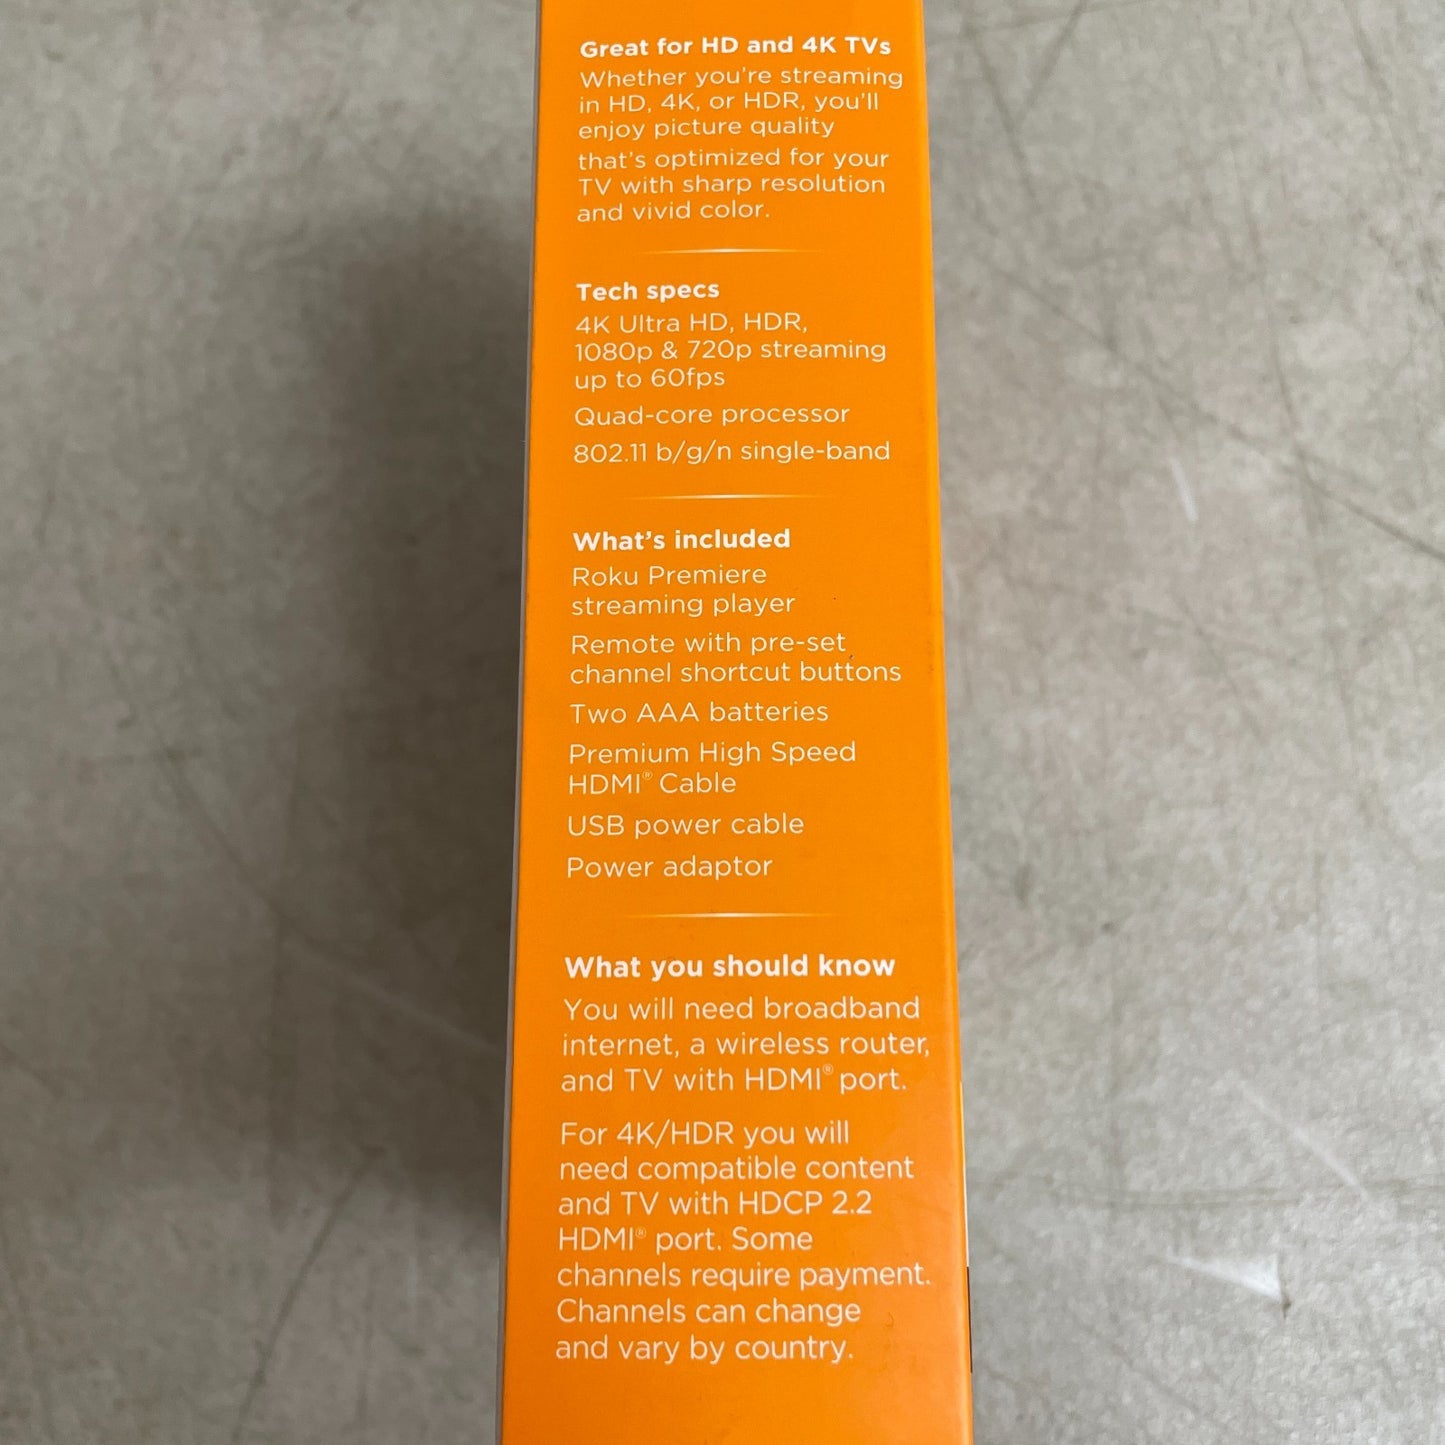 Great for HD and 4K TVs
Whether you're streaming
in HD, 4K, or HDR, you'll
enjoy picture quality
that's optimized for your
TV with sharp resolution
and vivid color.
Tech specs
4K Ultra HD, HDR,
1080p & 720p streaming
up to 60fps
Quad-core processor
802.11 b/g/n single-band
What's included
Roku Premiere
streaming player
Remote with pre-set
channel shortcut buttons
Two AAA batteries
Premium High Speed
HDMI® Cable
USB power cable
Power adaptor
What you should know
You will need broadband
internet, a wireless router,
and TV with HDMI® port.
For 4K/HDR you will
need compatible content
and TV with HDCP 2.2
HDMI® port. Some
channels require payment.
Channels can change
and vary by country.